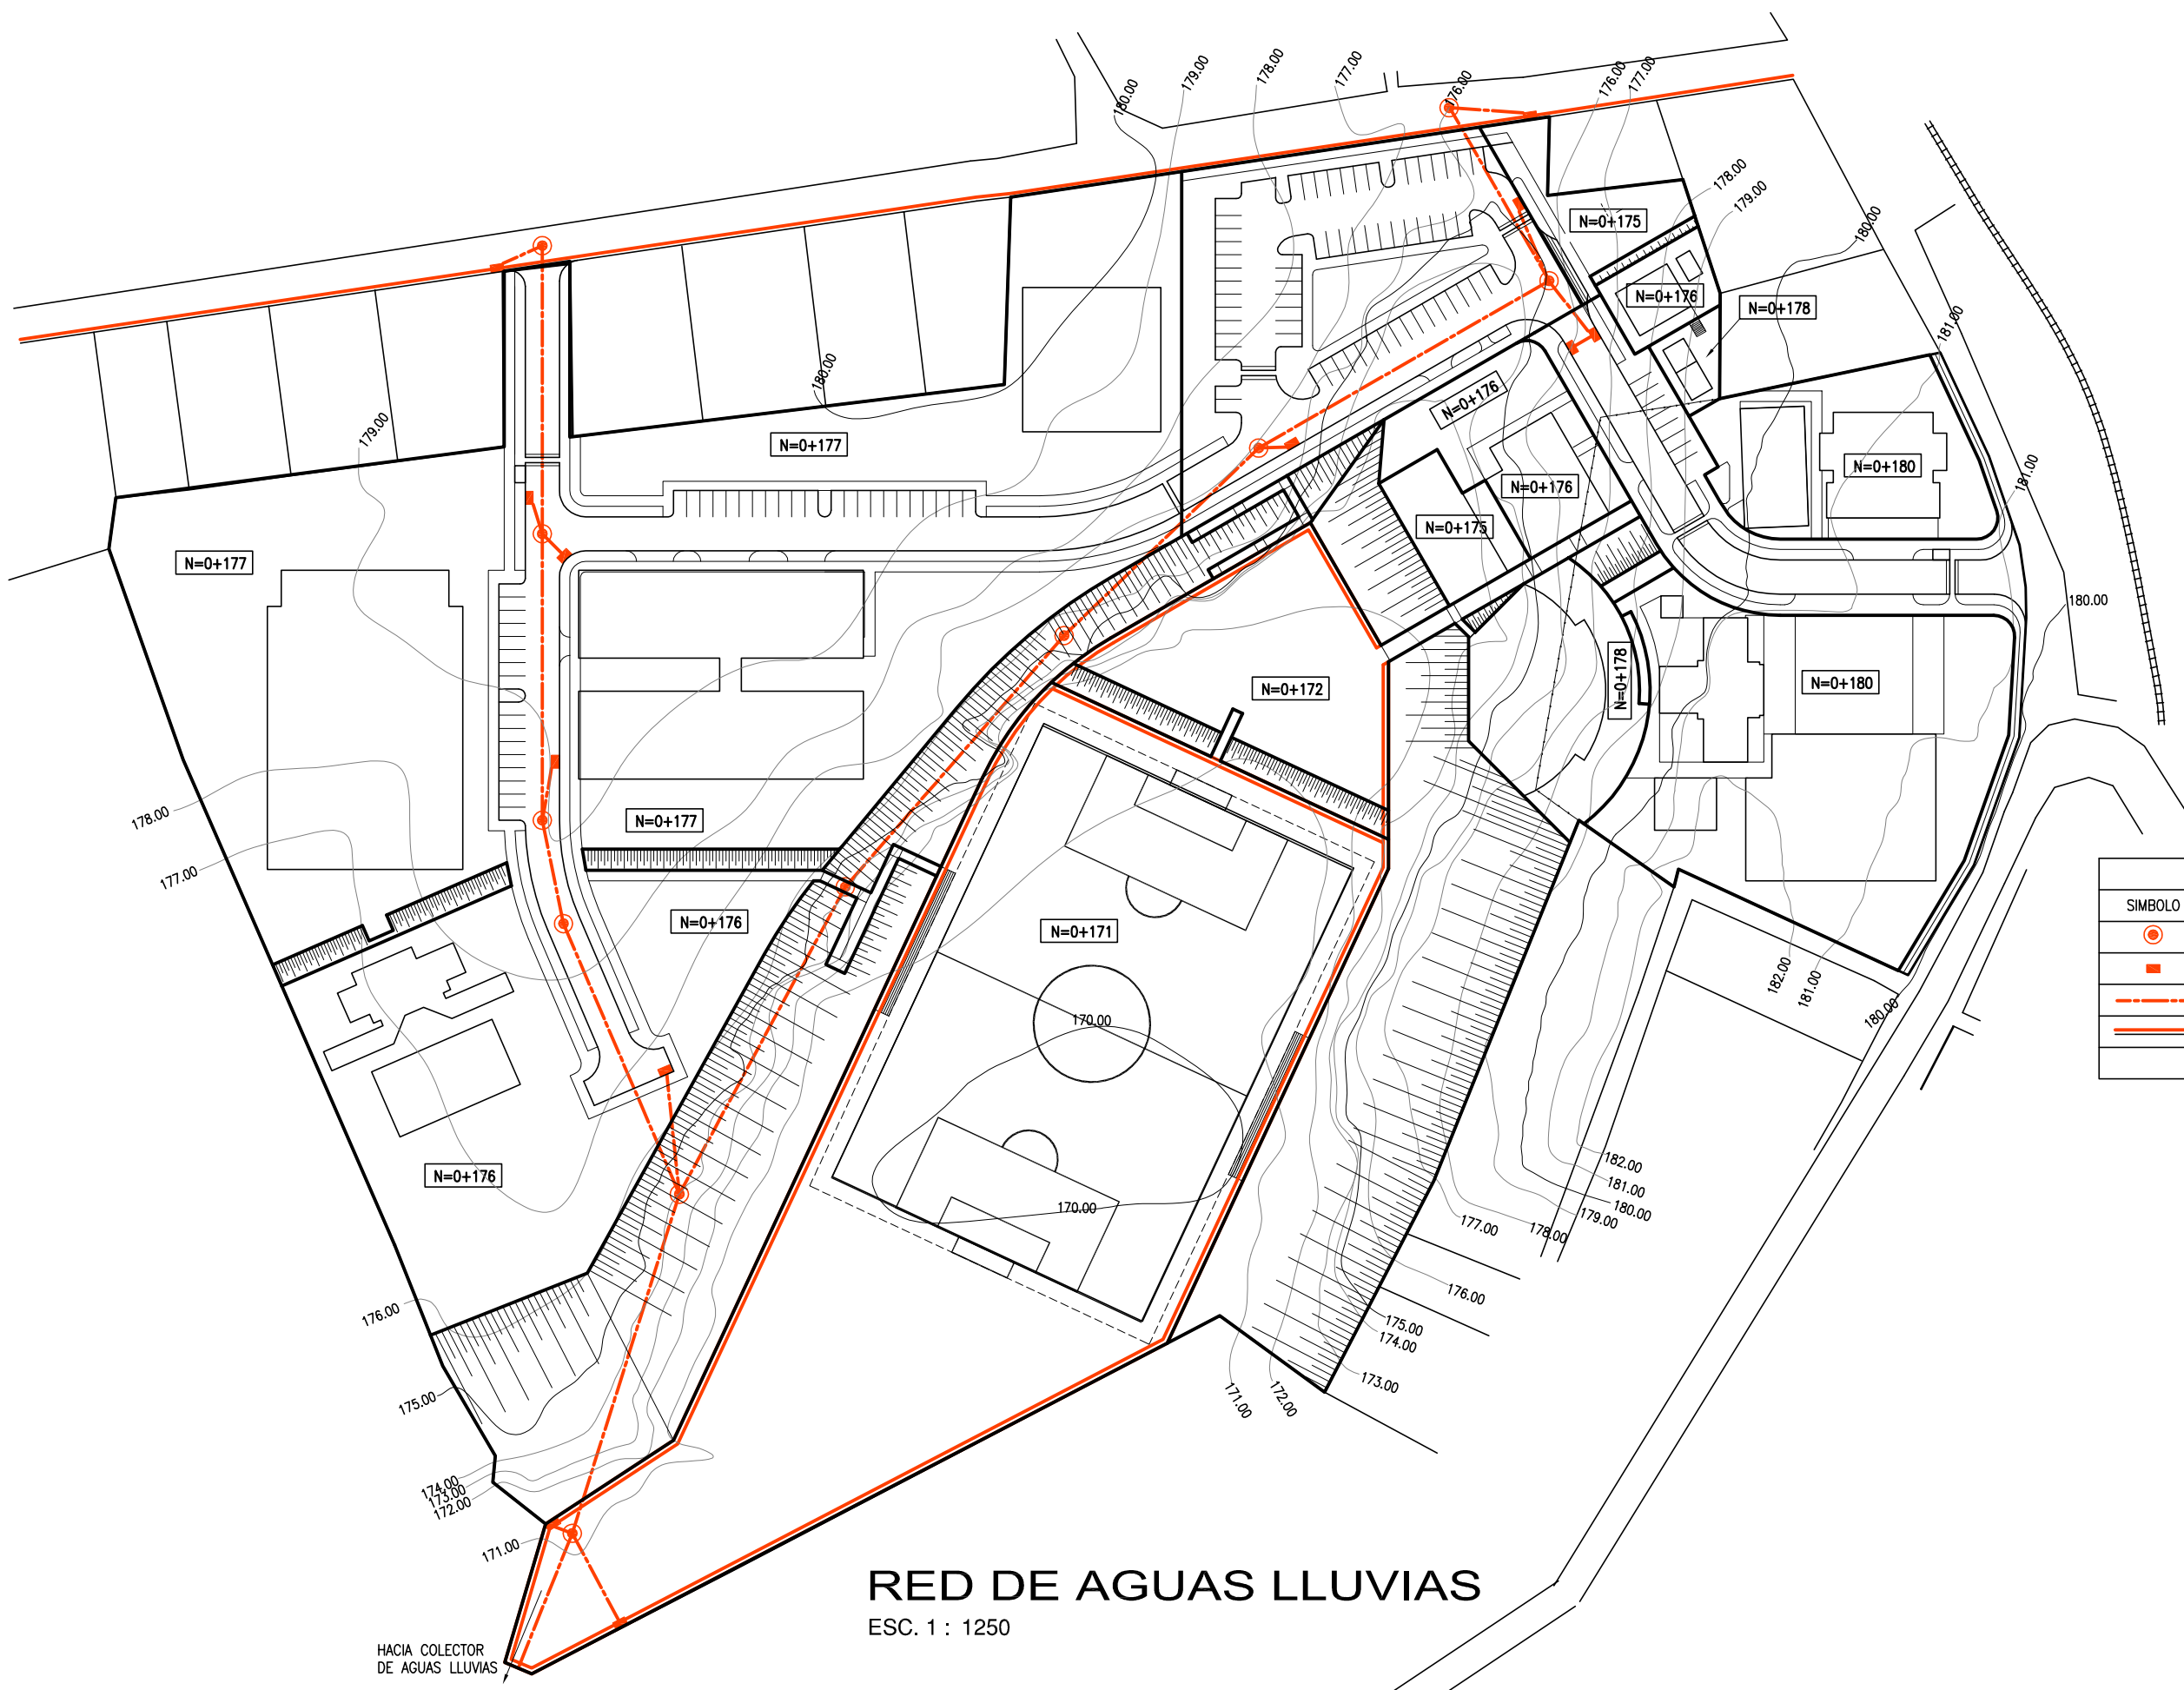 180.00
179.00
178.00
177.00
176.00
176.00
177.00
178.00
179.00
180.00
181.00
181.00
180.00
N=0+175
N=0+176
N=0+178
N=0+180
180.00
179.00
N=0+177
N=0+176
N=0+176
N=0+175
N=0+177
N=0+172
N=0+178
N=0+180
178.00
177.00
N=0+177
N=0+176
N=0+171
SIMBOLO
182.00
181.00
180.00
170.00
170.00
N=0+176
182.00
181.00
180.00
179.00
178.00
177.00
176.00
175.00
174.00
173.00
172.00
171.00
176.00
175.00
174.00
173.00
172.00
171.00
RED DE AGUAS LLUVIAS
ESC. 1 : 1250
HACIA COLECTOR
DE AGUAS LLUVIAS